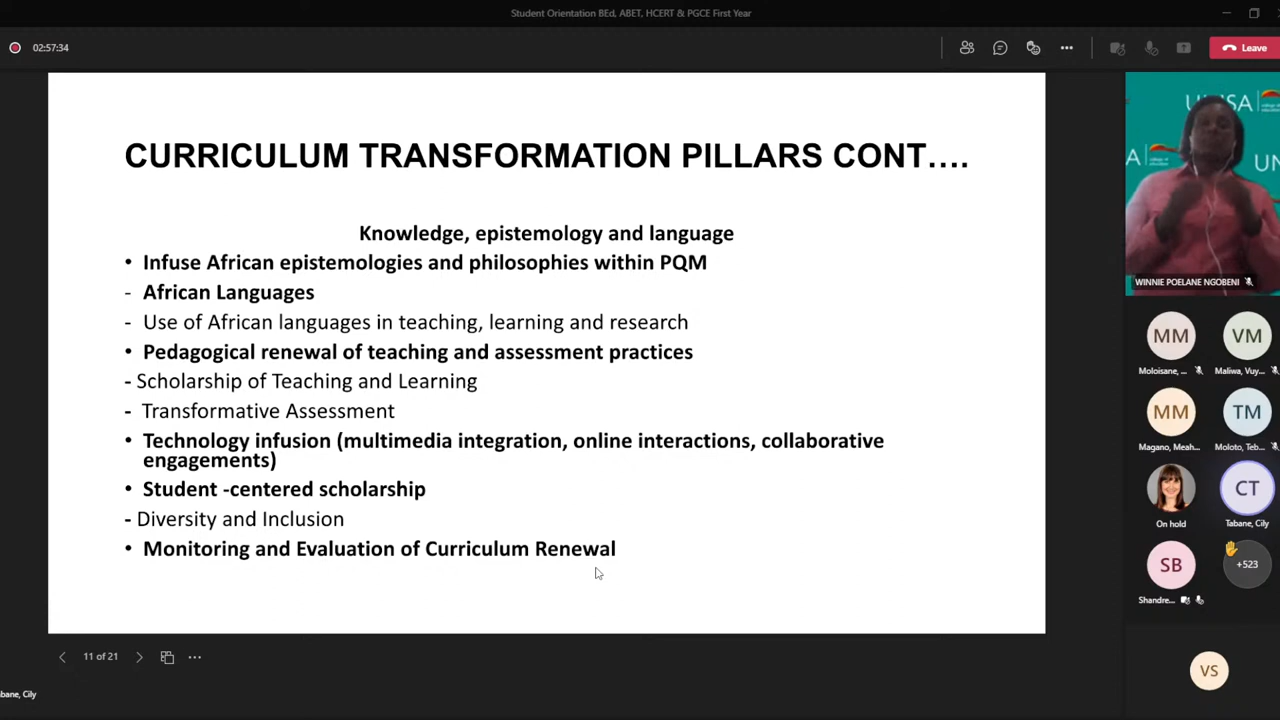 Student Orientation BEd, ABET, HCERT & PGCE First Year
02:57:34
Leave
CURRICULUM TRANSFORMATION PILLARS CONT….
Knowledge, epistemology and language
• Infuse African epistemologies and philosophies within PQM
- African Languages
- Use of African languages in teaching, learning and research
• Pedagogical renewal of teaching and assessment practices
- Scholarship of Teaching and Learning
- Transformative Assessment
• Technology infusion (multimedia integration, online interactions, collaborative
engagements)
• Student -centered scholarship
- Diversity and Inclusion
• Monitoring and Evaluation of Curriculum Renewal
WINNIE POELANE NGOBENI
MM
VM
Moloisane, ...
Maliwa, Vuy...
MM
TM
Magano, Meah...
Moloto, Teb...
CT
On hold
Tabane, Cily
SB
+523
Shandre...
VS
11 of 21
bane, Cily